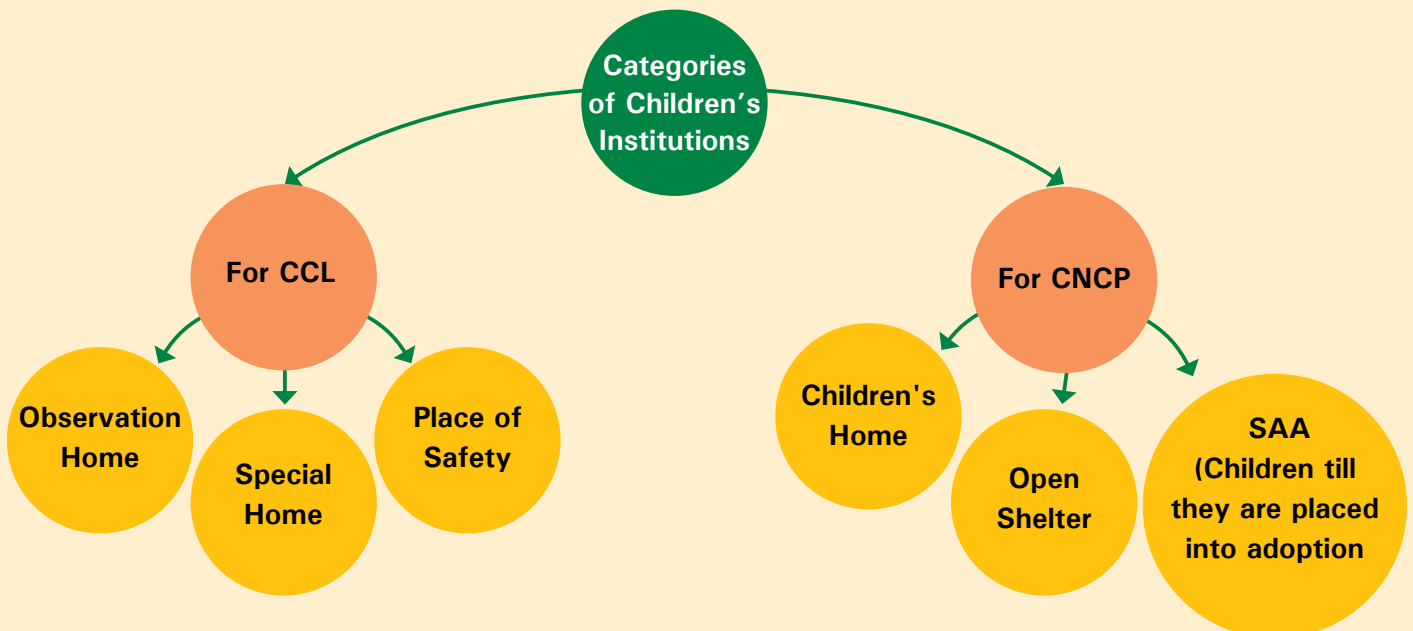 Categories
of Children’s
Institutions
For CCL
For CNCP
Observation
Home
Special
Home
Place of
Safety
Children's
Home
Open
Shelter
SAA
(Children till
they are placed
into adoption